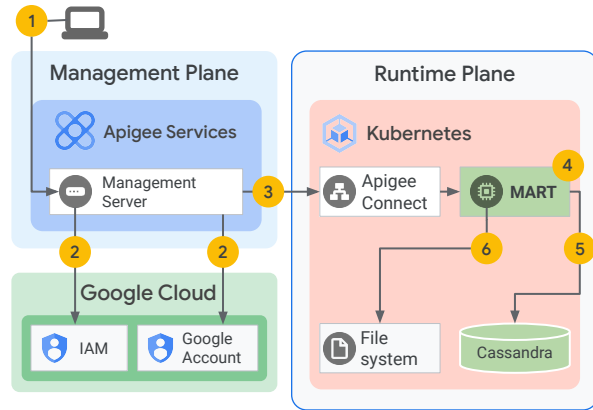 1
Management Plane
Runtime Plane
Apigee Services
Kubernetes
Management
Server
3
Apigee
Connect
MART
4
2
2
6
5
Google Cloud
IAM
Google
Account
File
system
Cassandra